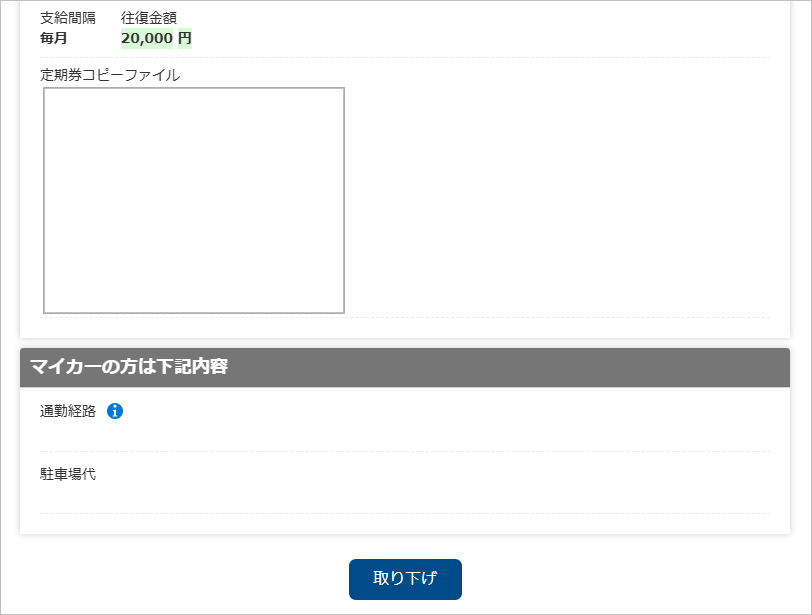 支給間隔 往復金額
毎月 20,000 円
定期券コピーファイル
マイカーの方は下記内容
通勤経路
駐車場代
取り下げ